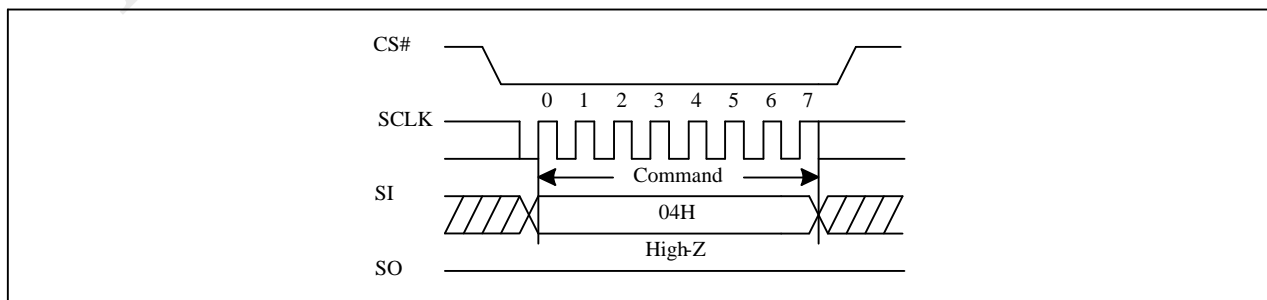 CS#
0 1 2 3 4 5 6 7
SCLK
Command
SI
04H
High-Z
SO